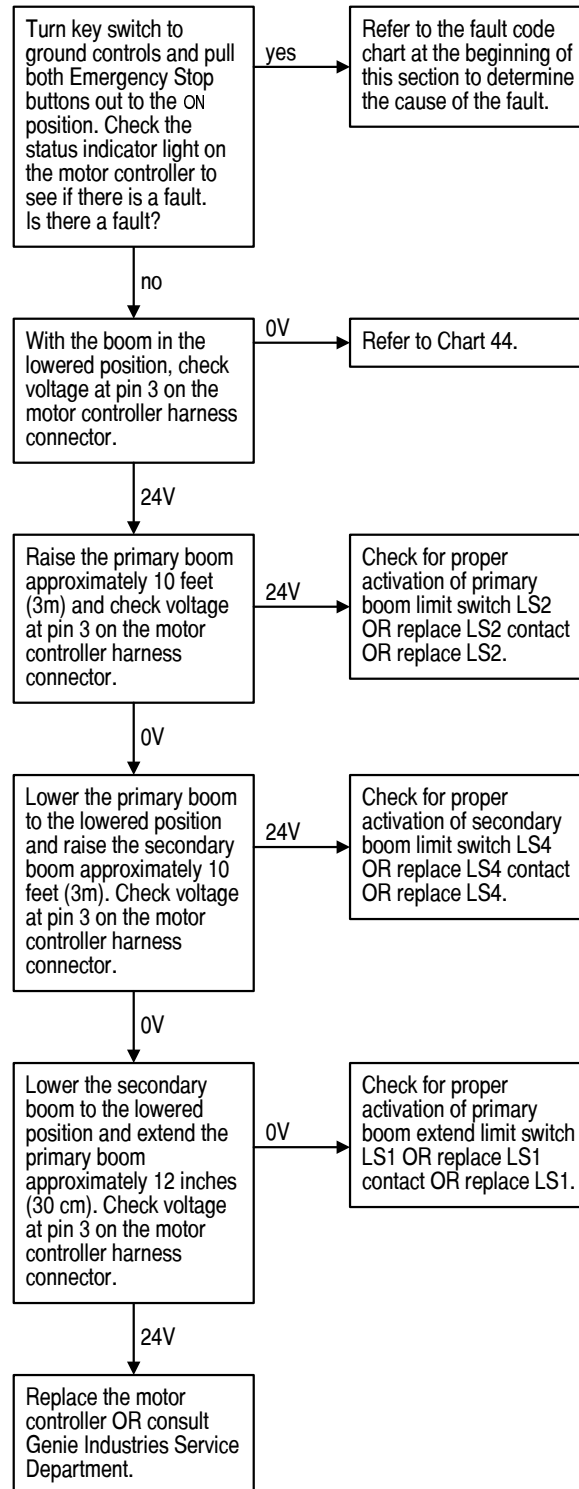 Turn key switch to
ground controls and pull
both Emergency Stop
buttons out to the ON
position. Check the
status indicator light on
the motor controller to
see if there is a fault.
Is there a fault?
yes
Refer to the fault code
chart at the beginning of
this section to determine
the cause of the fault.
no
With the boom in the
lowered position, check
voltage at pin 3 on the
motor controller harness
connector.
0V
Refer to Chart 44.
24V
Raise the primary boom
approximately 10 feet
(3m) and check voltage
at pin 3 on the motor
controller harness
connector.
24V
Check for proper
activation of primary
boom limit switch LS2
OR replace LS2 contact
OR replace LS2.
0V
Lower the primary boom
to the lowered position
and raise the secondary
boom approximately 10
feet (3m). Check voltage
at pin 3 on the motor
controller harness
connector.
24V
Check for proper
activation of secondary
boom limit switch LS4
OR replace LS4 contact
OR replace LS4.
0V
Lower the secondary
boom to the lowered
position and extend the
primary boom
approximately 12 inches
(30 cm). Check voltage
at pin 3 on the motor
controller harness
connector.
0V
Check for proper
activation of primary
boom extend limit switch
LS1 OR replace LS1
contact OR replace LS1.
24V
Replace the motor
controller OR consult
Genie Industries Service
Department.